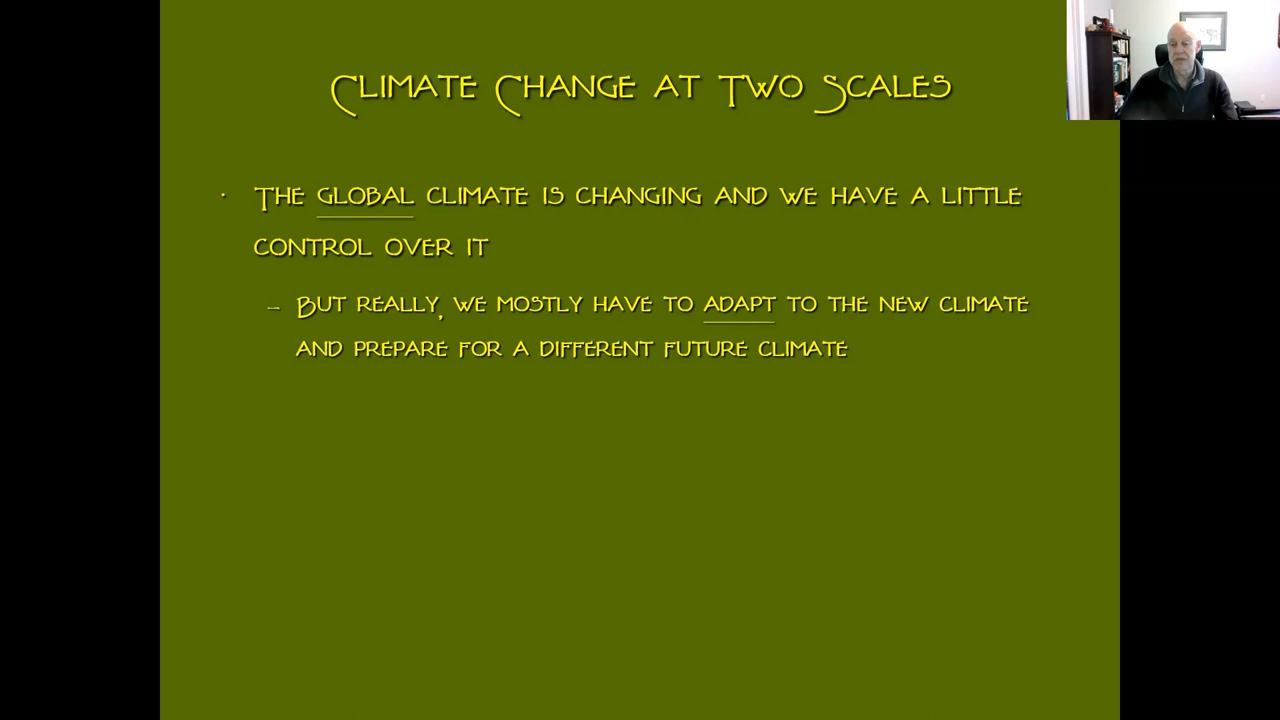 Climate Change at Two Scales
· The global climate is changing and we have a little
control over it
– But really, we mostly have to adapt to the new climate
and prepare for a different future climate